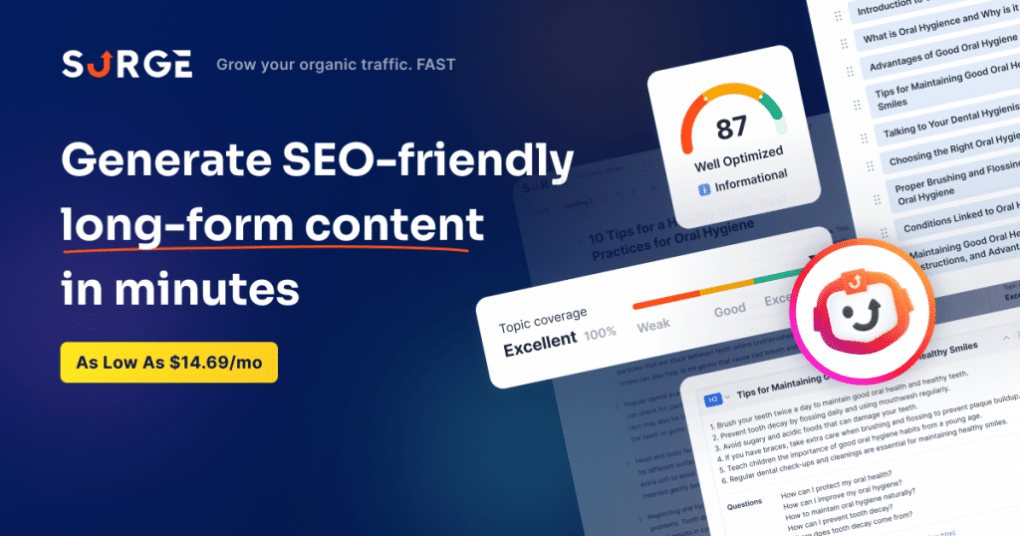 SURGE
Grow your organic traffic. FAST
Generate SEO-friendly
long-form content
in minutes
As Low As $14.69/mo
87
Well Optimized
i Informational
Introduction to
What is Oral Hygience and Why is it
Advantages of Good Oral Hygiene
Tips for Maintaining Good Oral
Smiles
Talking to Your Dental Hygienist
Choosing the Right Oral
Proper Brushing and Flossing
Oral Hygiene
Conditions Linked to Oral
Maintaining Good Oral
and
10 Tips for a
Practices for Oral Hygiene
Topic coverage
Excellent 100%
Weak
Good
H2
Tips for Maintaining
Healthy Smiles
1. Brush your teeth twice a day to maintain good oral health and healthy teeth.
2. Prevent tooth decay by flossing daily and using mouthwash regularly.
3. Avoid sugary and acidic foods that can damage your teeth.
4. If you have braces, take extra care when brushing and flossing to prevent plaque buildup.
5. Teach children the importance of good oral hygiene habits from a young age.
6. Regular dental check-ups and cleanings are essential for maintaining healthy smiles.
Questions
How can I protect my oral health?
How can I improve my oral hygiene?
How to maintain oral hygiene naturally?
How can I prevent tooth decay?
does tooth decay come from?